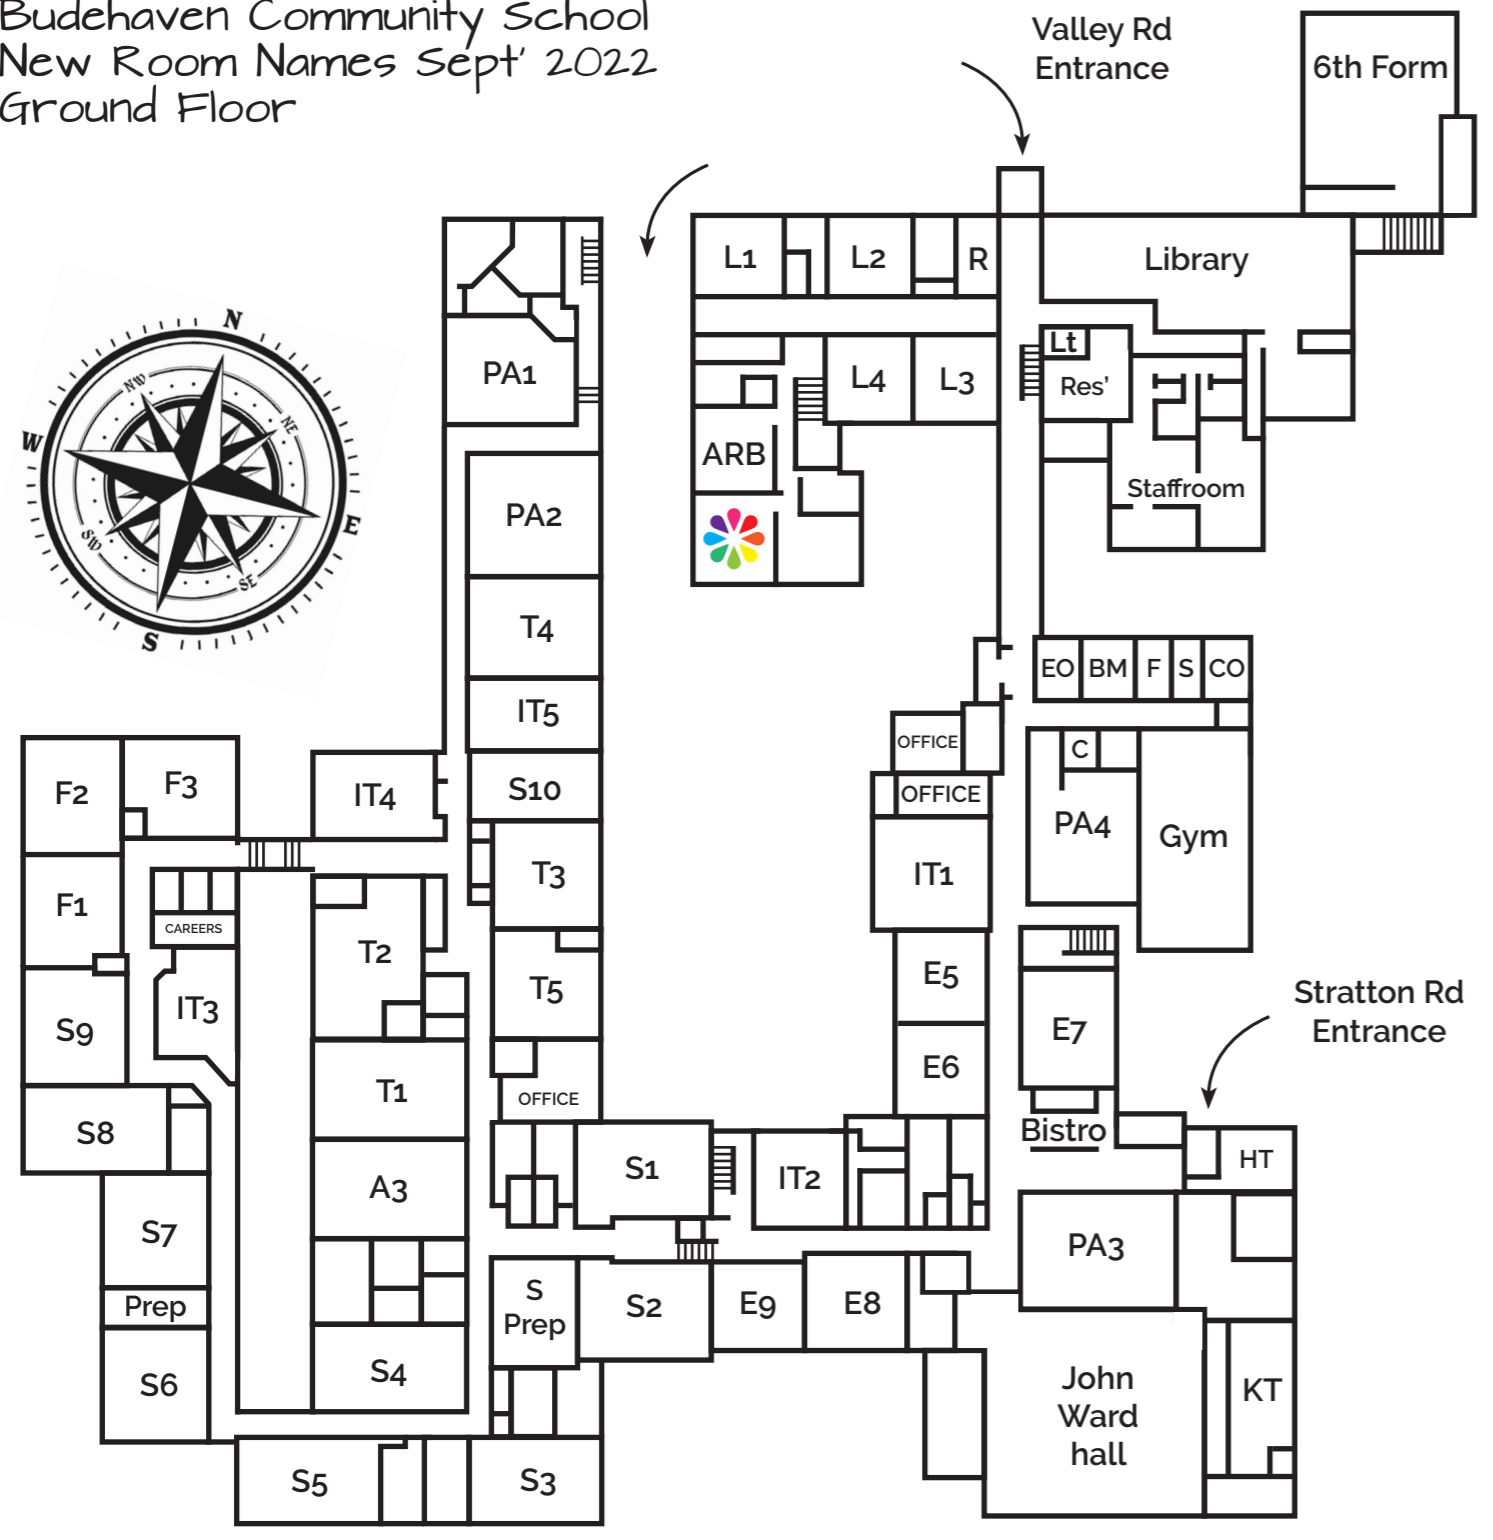 Budehaven Community School
New Room Names Sept' 2022
Ground Floor
Valley Rd
Entrance
6th Form
L1
L2
R
Library
N
NW
NE
W
E
SW
SE
S
PA1
Lt
Res'
L4
L3
ARB
Staffroom
PA2
T4
IT5
EO
BM
F
S
CO
OFFICE
C
F2
F3
IT4
S10
OFFICE
PA4
Gym
T3
IT1
F1
CAREERS
T2
E5
T5
IT3
S9
E7
Stratton Rd
Entrance
E6
T1
OFFICE
S8
Bistro
HT
S1
IT2
A3
S7
PA3
Prep
S
Prep
S2
E9
E8
S6
S4
John
Ward
hall
KT
S5
S3